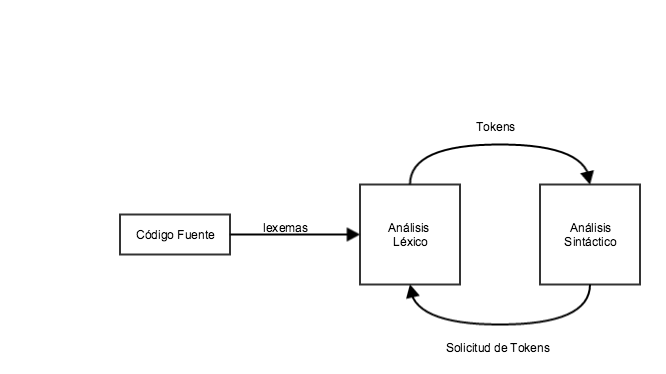 Tokens
Código Fuente
lexemas
Análisis
Léxico
Análisis
Sintáctico
Solicitud de Tokens